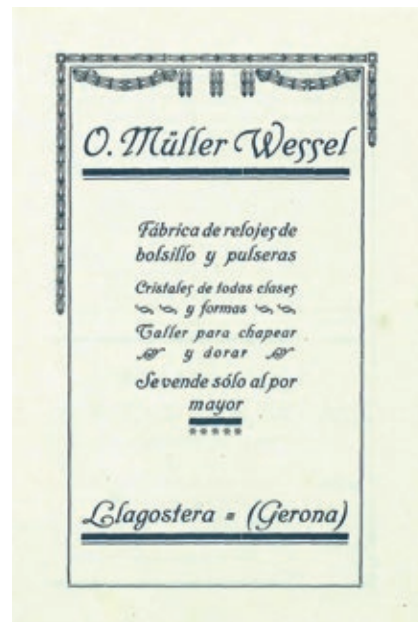 O. Müller Wessel
Fábrica de relojes de
bolsillo y pulseras
Cristales de todas clases
y formas
Taller para chapear
y dorar
Se vende sólo al por
mayor
Llagostera = (Gerona)